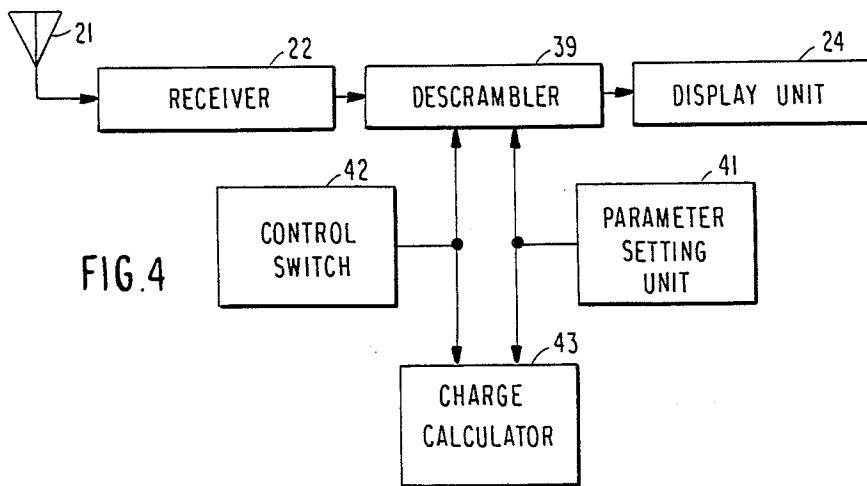 21
22
RECEIVER
39
DESCRAMBLER
24
DISPLAY UNIT
42
CONTROL
SWITCH
41
PARAMETER
SETTING
UNIT
FIG.4
43
CHARGE
CALCULATOR